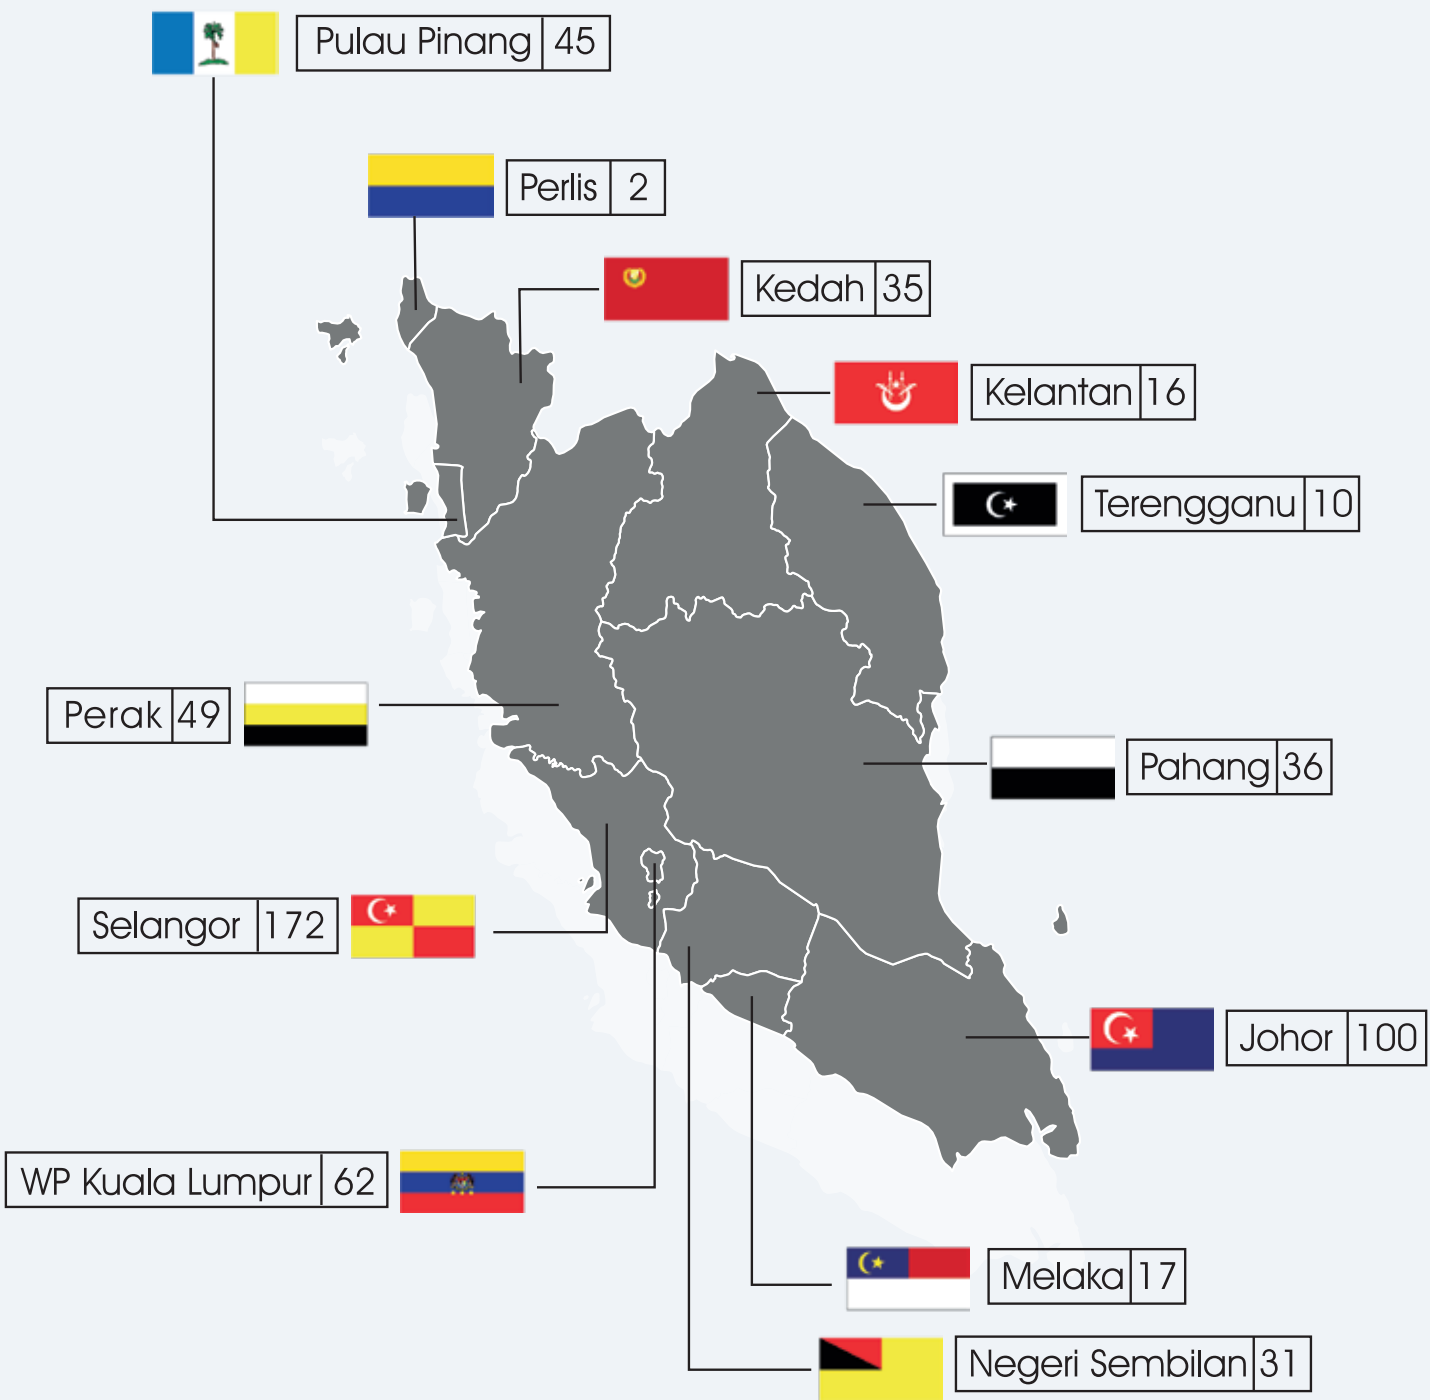 Pulau Pinang 45
Perlis 2
Kedah 35
Kelantan 16
Terengganu 10
Perak 49
Pahang 36
Selangor 172
Johor 100
WP Kuala Lumpur 62
Melaka 17
Negeri Sembilan 31